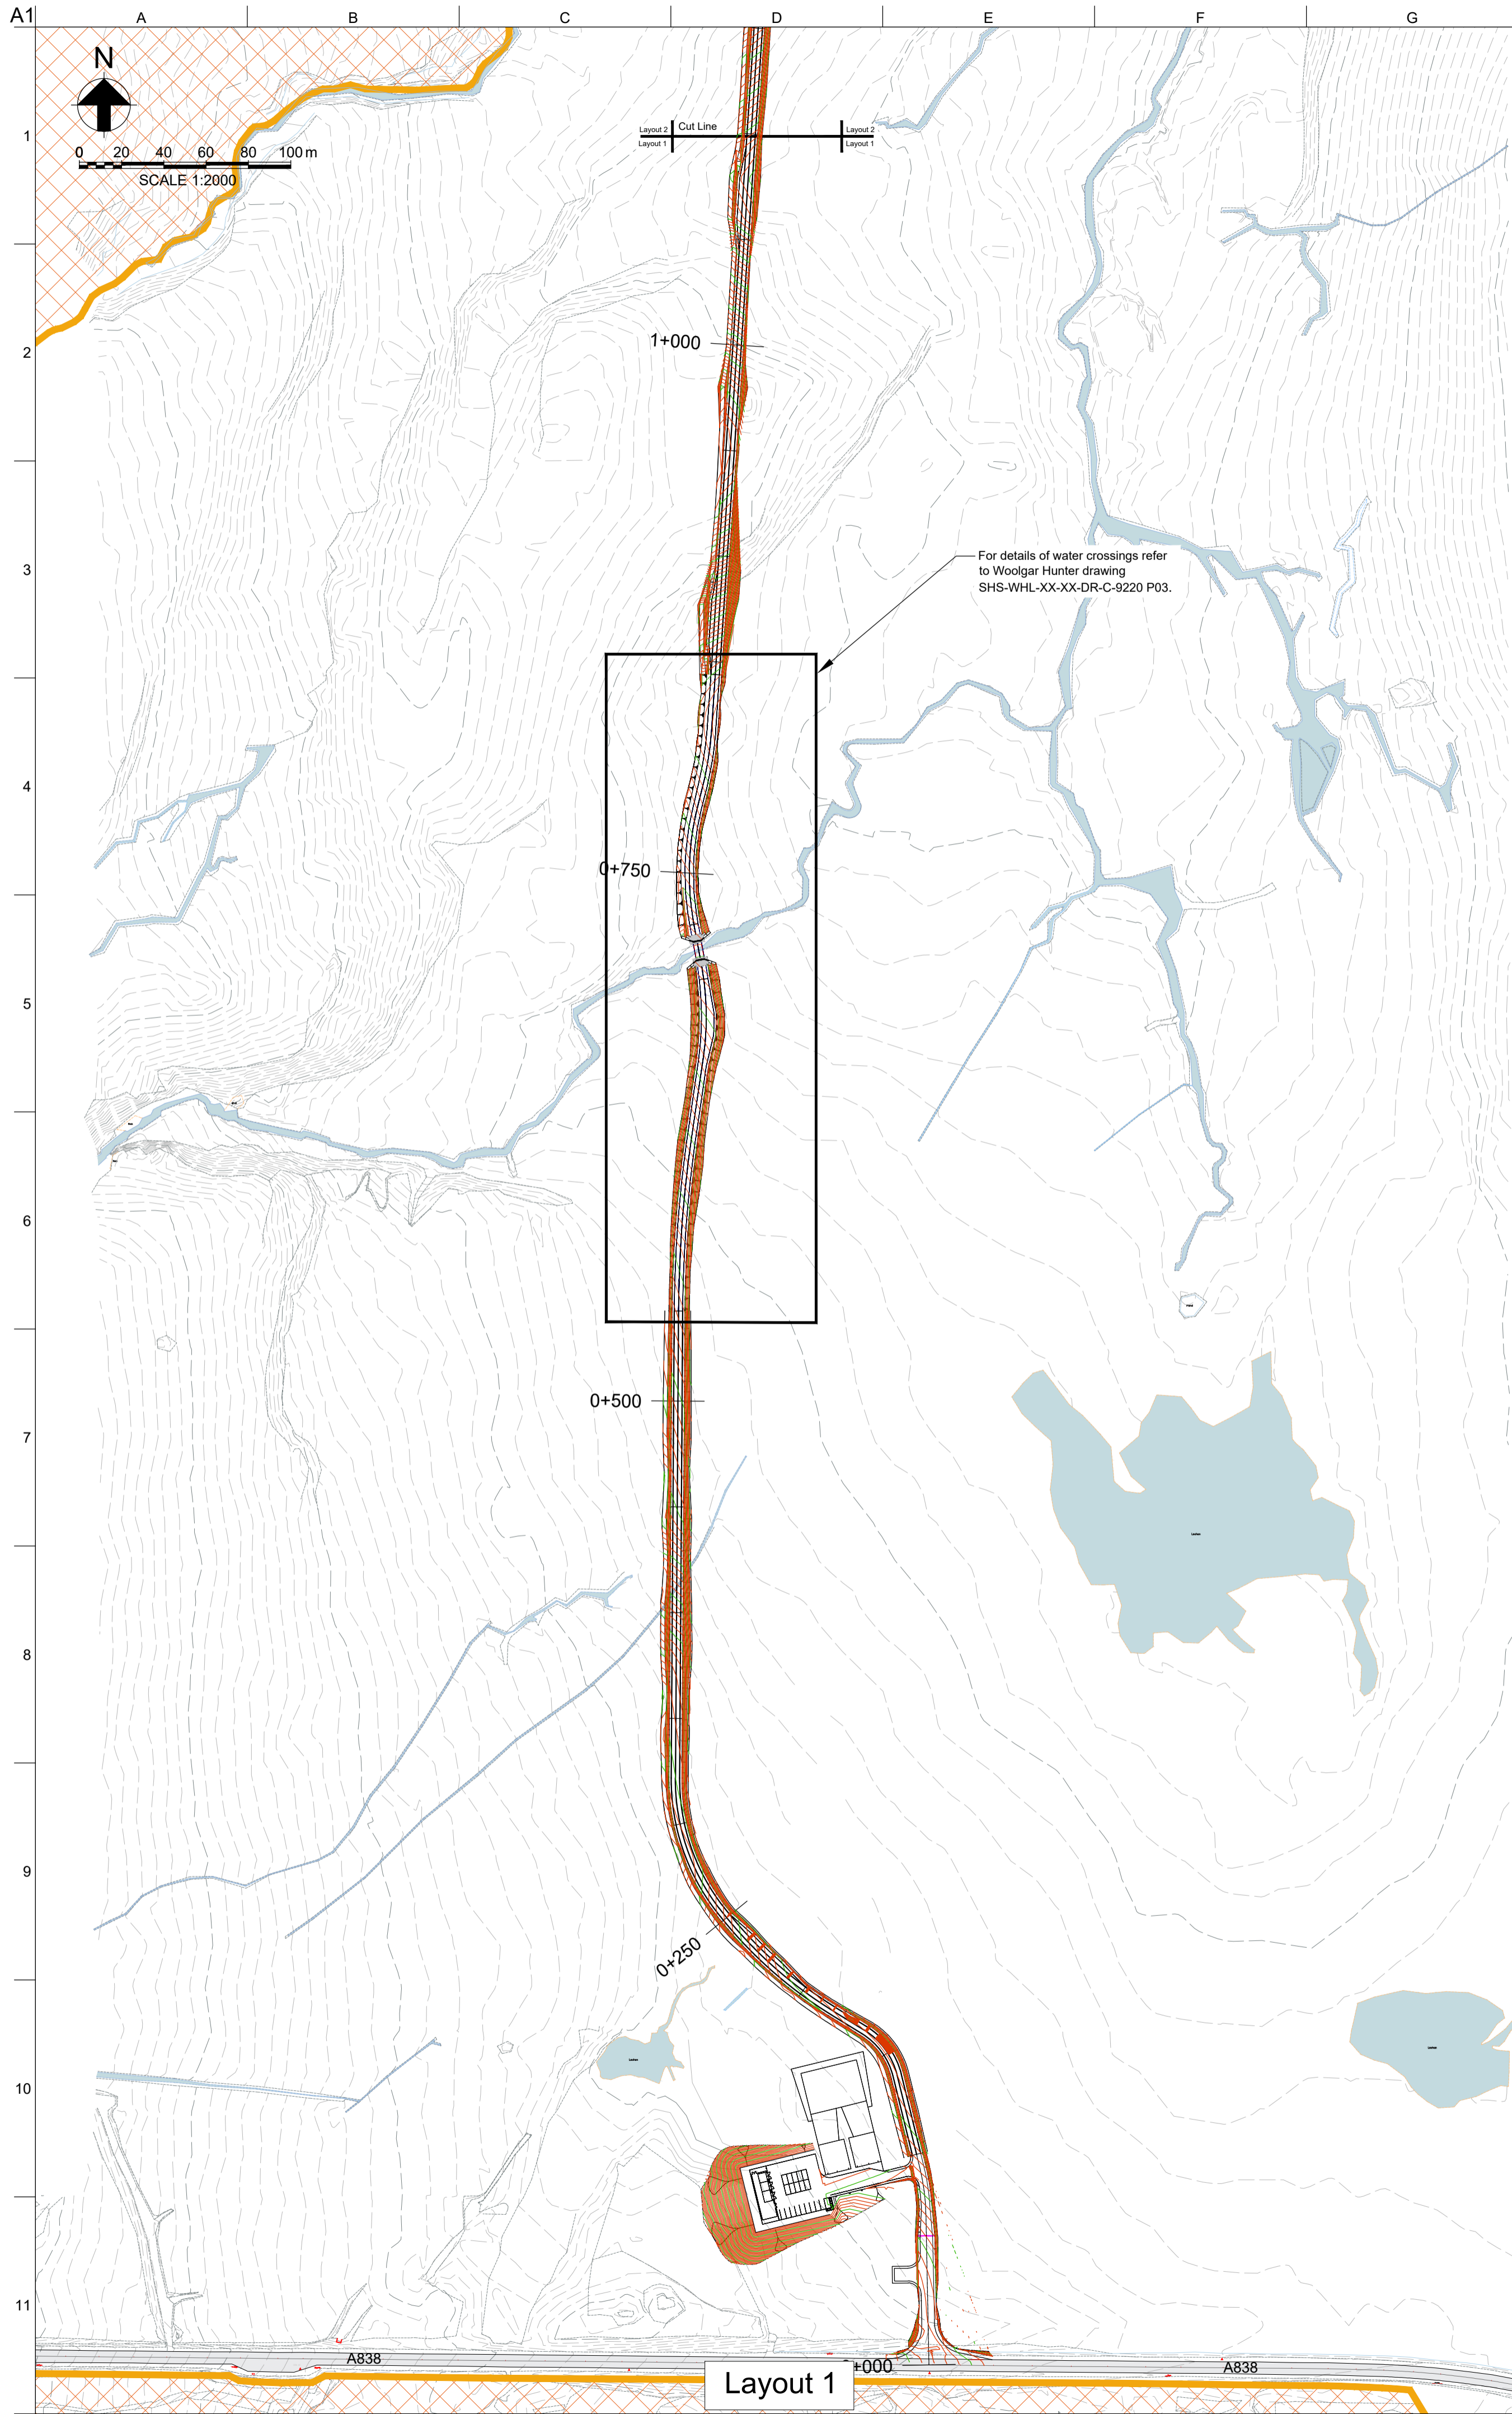 A1
A
B
C
D
E
F
G
N
0 20 40 60 80 100 m
SCALE 1:2000
Layout 2
Cut Line
Layout 2
Layout 1
Layout 1
1
2
1+000
3
For details of water crossings refer
to Woolgar Hunter drawing
SHS-WHL-XX-XX-DR-C-9220 P03.
4
0+750
5
6
0+500
7
8
9
0+250
10
11
A838
+000
A838
Layout 1